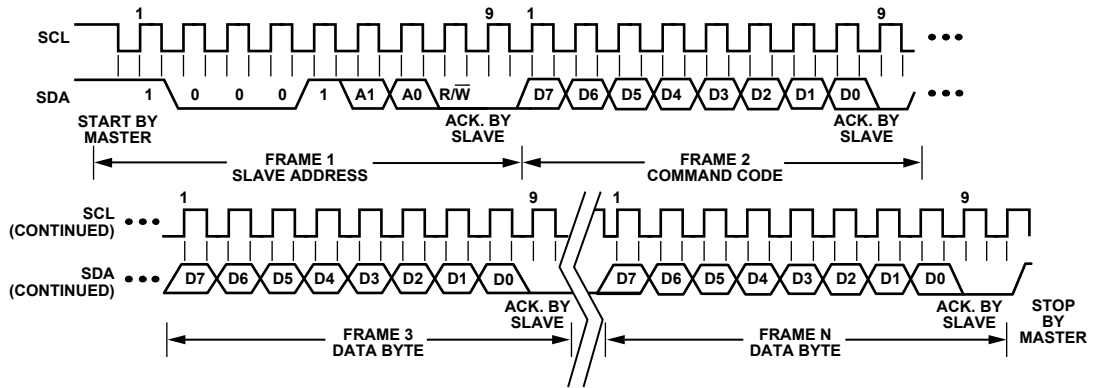 1 9 1 9
SCL
SDA 1 0 0 0 1 A1 A0 R/W̅ D7 D6 D5 D4 D3 D2 D1 D0
START BY MASTER
ACK. BY SLAVE
ACK. BY SLAVE
FRAME 1
SLAVE ADDRESS
FRAME 2
COMMAND CODE
1 9 1 9
SCL
(CONTINUED)
SDA
(CONTINUED)
D7 D6 D5 D4 D3 D2 D1 D0 D7 D6 D5 D4 D3 D2 D1 D0
ACK. BY
SLAVE
ACK. BY
SLAVE
STOP
BY
MASTER
FRAME 3
DATA BYTE
FRAME N
DATA BYTE